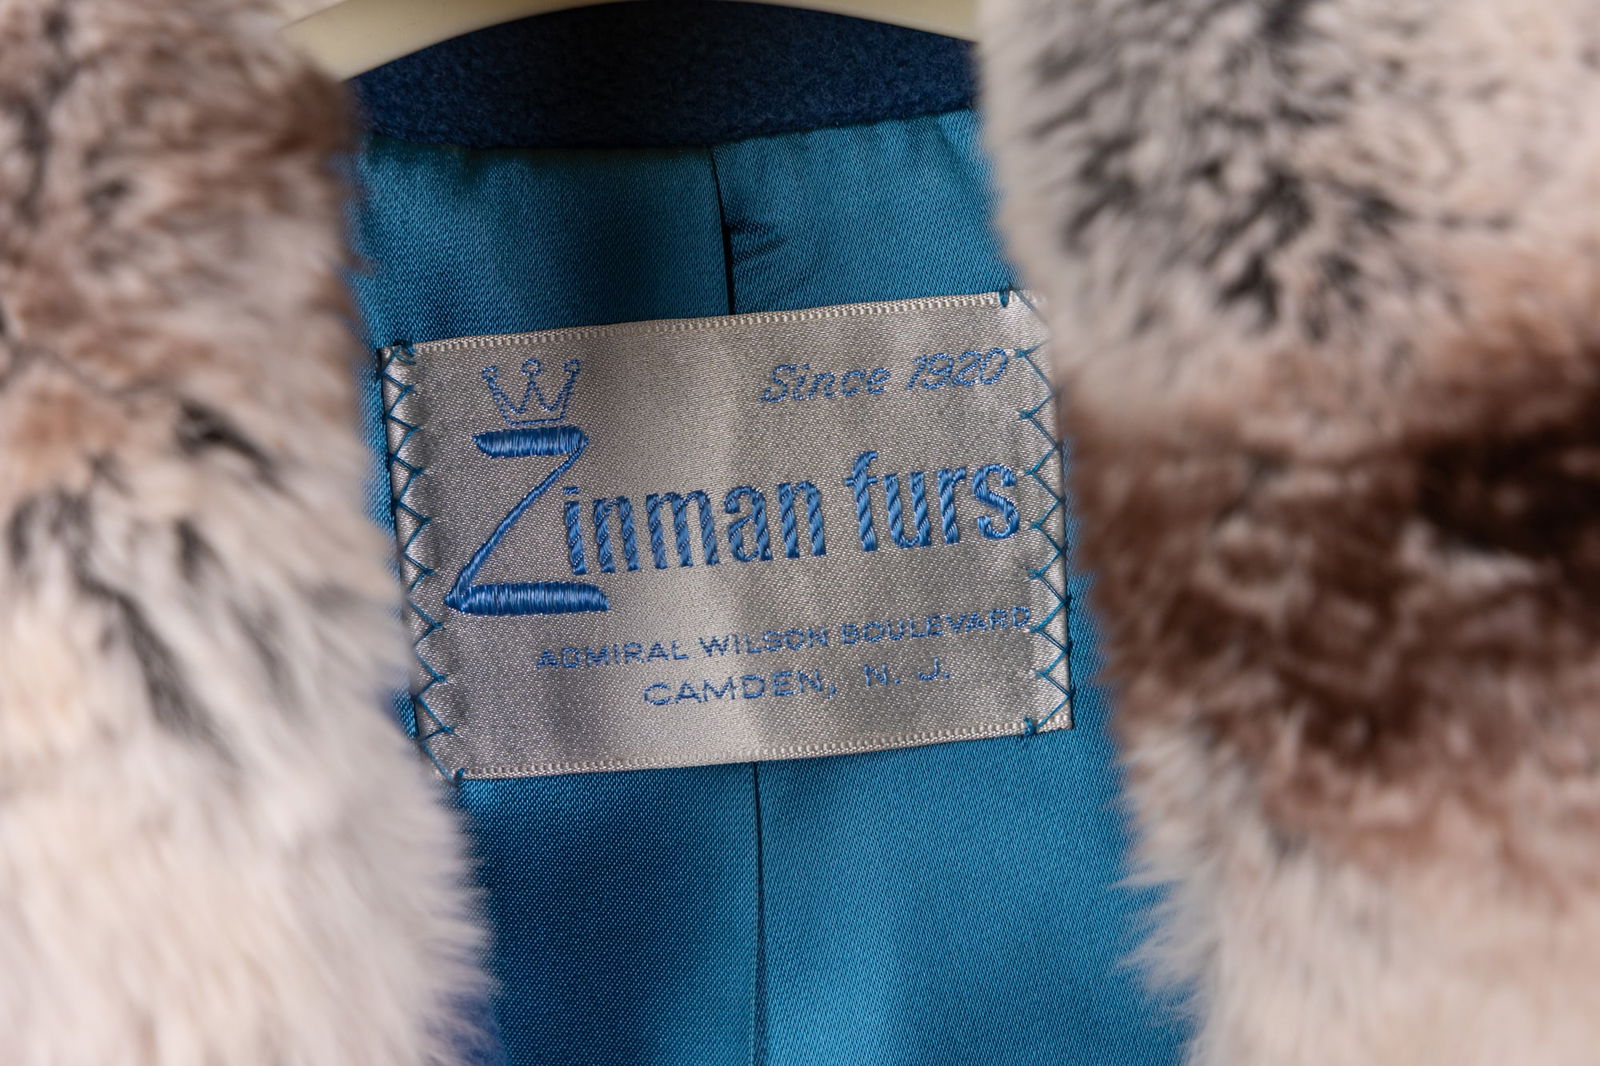 Since 1920
Zinman furs
ADMIRAL WILSON BOULEVARD
CAMDEN, N. J.